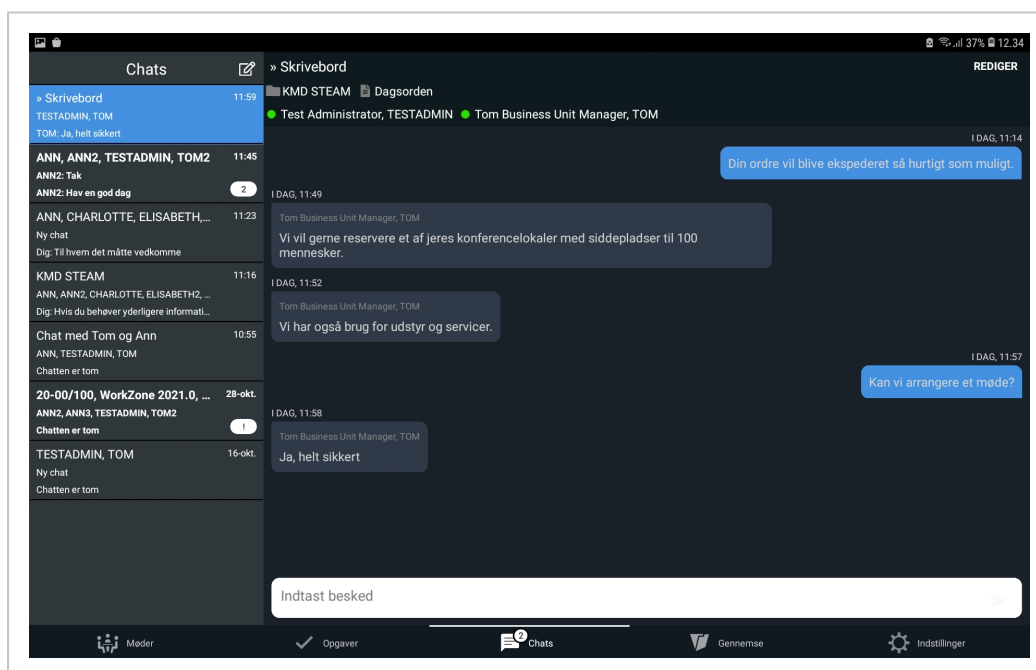 37% 12.34
Chats
» Skrivebord 11:59
TESTADMIN, TOM
TOM: Ja, helt sikkert
ANN, ANN2, TESTADMIN, TOM2 11:45
ANN2: Tak
ANN2: Hav en god dag 2
ANN, CHARLOTTE, ELISABETH,... 11:23
Ny chat
Dig: Til hvem det måtte vedkomme
KMD STEAM 11:16
ANN, ANN2, CHARLOTTE, ELISABETH2, ...
Dig: Hvis du behøver yderligere informati...
Chat med Tom og Ann 10:55
ANN, TESTADMIN, TOM
Chatten er tom
20-00/100, WorkZone 2021.0, ... 28-okt.
ANN2, ANN3, TESTADMIN, TOM2
Chatten er tom !
TESTADMIN, TOM 16-okt.
Ny chat
Chatten er tom
» Skrivebord REDIGER
KMD STEAM Dagsorden
Test Administrator, TESTADMIN Tom Business Unit Manager, TOM
I DAG, 11:14
Din ordre vil blive ekspederet så hurtigt som muligt.
I DAG, 11:49
Tom Business Unit Manager, TOM
Vi vil gerne reservere et af jeres konferencelokaler med siddepladser til 100
mennesker.
I DAG, 11:52
Tom Business Unit Manager, TOM
Vi har også brug for udstyr og servicer.
I DAG, 11:57
Kan vi arrangere et møde?
I DAG, 11:58
Tom Business Unit Manager, TOM
Ja, helt sikkert
Indtast besked
Møder Opgaver 2 Chats Gennemse Indstillinger